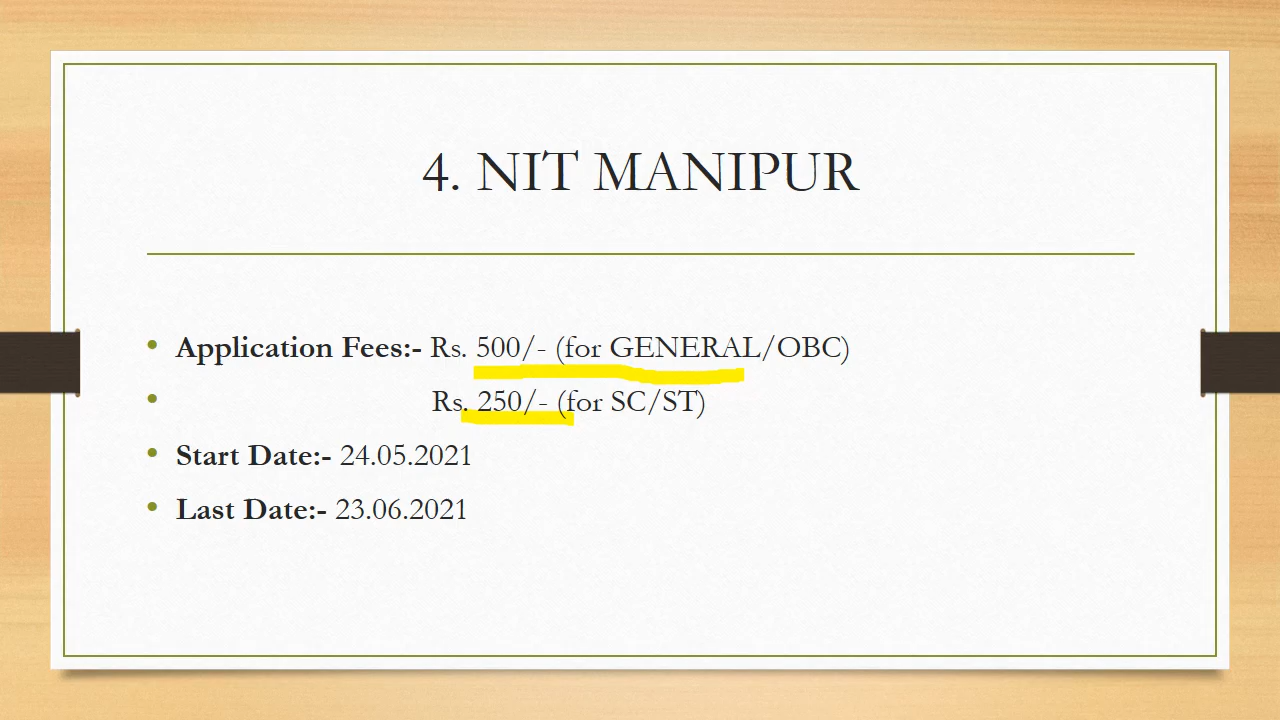 4. NIT MANIPUR
• Application Fees:- Rs. 500/- (for GENERAL/OBC)
• Rs. 250/- (for SC/ST)
• Start Date:- 24.05.2021
• Last Date:- 23.06.2021